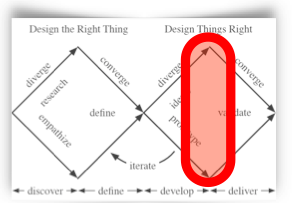 Design the Right Thing
Design Things Right
diverge
converge
diverge
converge
research
empathize
define
validate
iterate
discover
define
develop
deliver